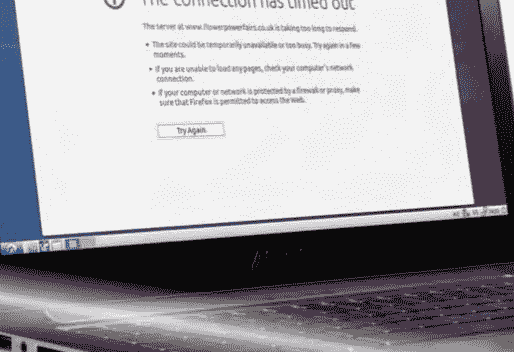 The connection has timed out
The server at www.flowerpowerfairs.co.uk is taking too long to respond.
The site could be temporarily unavailable or too busy. Try again in a few
moments.
If you are unable to load any pages, check your computer's network
connection.
If your computer or network is protected by a firewall or proxy, make
sure that Firefox is permitted to access the Web.
Try Again